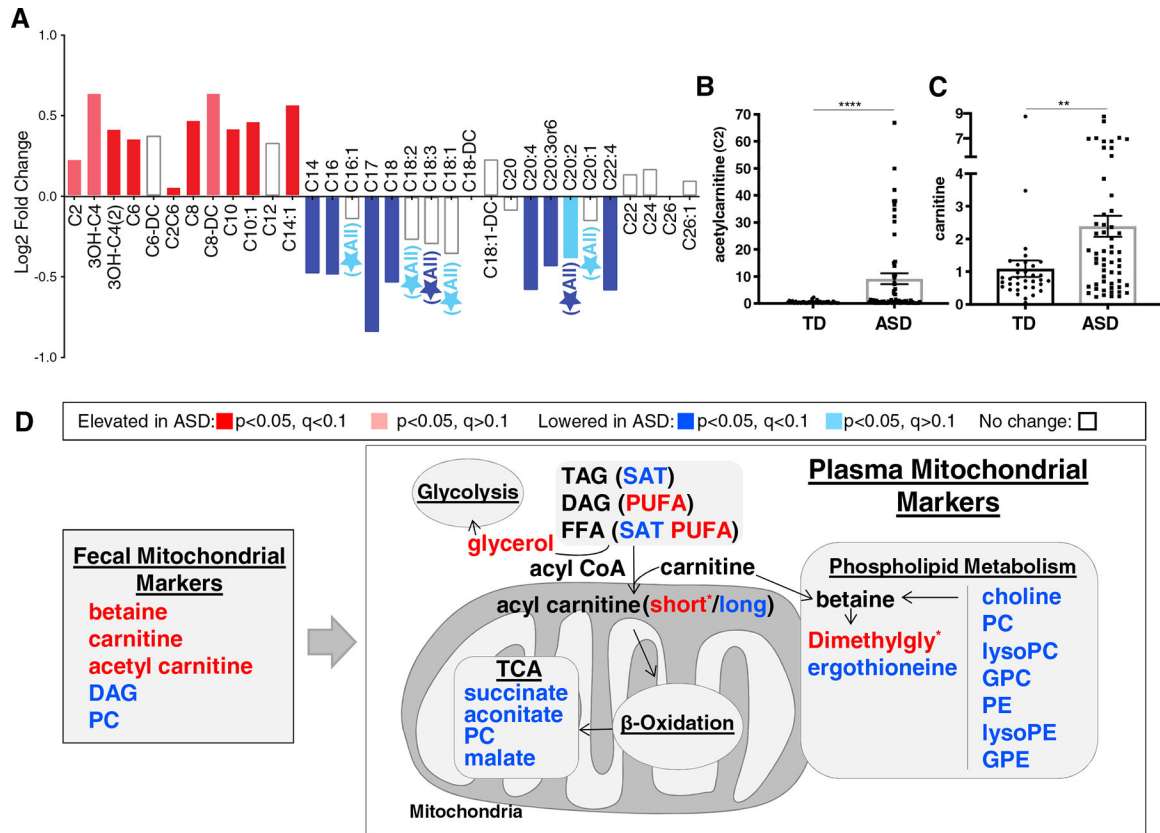 A
Log2 Fold Change
1.0
0.5
0.0
-0.5
-1.0
C2
3OH-C4
3OH-C4(2)
C6
C6-DC
C2C6
C8
C8-DC
C10
C10:1
C12
C14:1
C14
C16
C16:1
C17
C18
C18:2
C18:3
C18:1
C18-DC
C18:1-DC
C20
C20:4
C20:3or6
C20:2
C20:1
C22:4
C22
C24
C26
C26:1
(★All)
(★All)
(★All)
(★All)
(★All)
(★All)
B
acetylcarnitine (C2)
70
60
50
40
30
20
10
0
****
TD
ASD
C
carnitine
9
7
5
4
3
2
1
0
**
TD
ASD
D
Elevated in ASD: p<0.05, q<0.1 p<0.05, q>0.1 Lowered in ASD: p<0.05, q<0.1 p<0.05, q>0.1 No change:
Fecal Mitochondrial
Markers
betaine
carnitine
acetyl carnitine
DAG
PC
Plasma Mitochondrial
Markers
Glycolysis
TAG (SAT)
DAG (PUFA)
FFA (SAT PUFA)
glycerol
acyl CoA
carnitine
acyl carnitine(short*/long)
TCA
succinate
aconitate
PC
malate
β-Oxidation
Mitochondria
Phospholipid Metabolism
betaine
Dimethylgly*
ergothioneine
choline
PC
lysoPC
GPC
PE
lysoPE
GPE